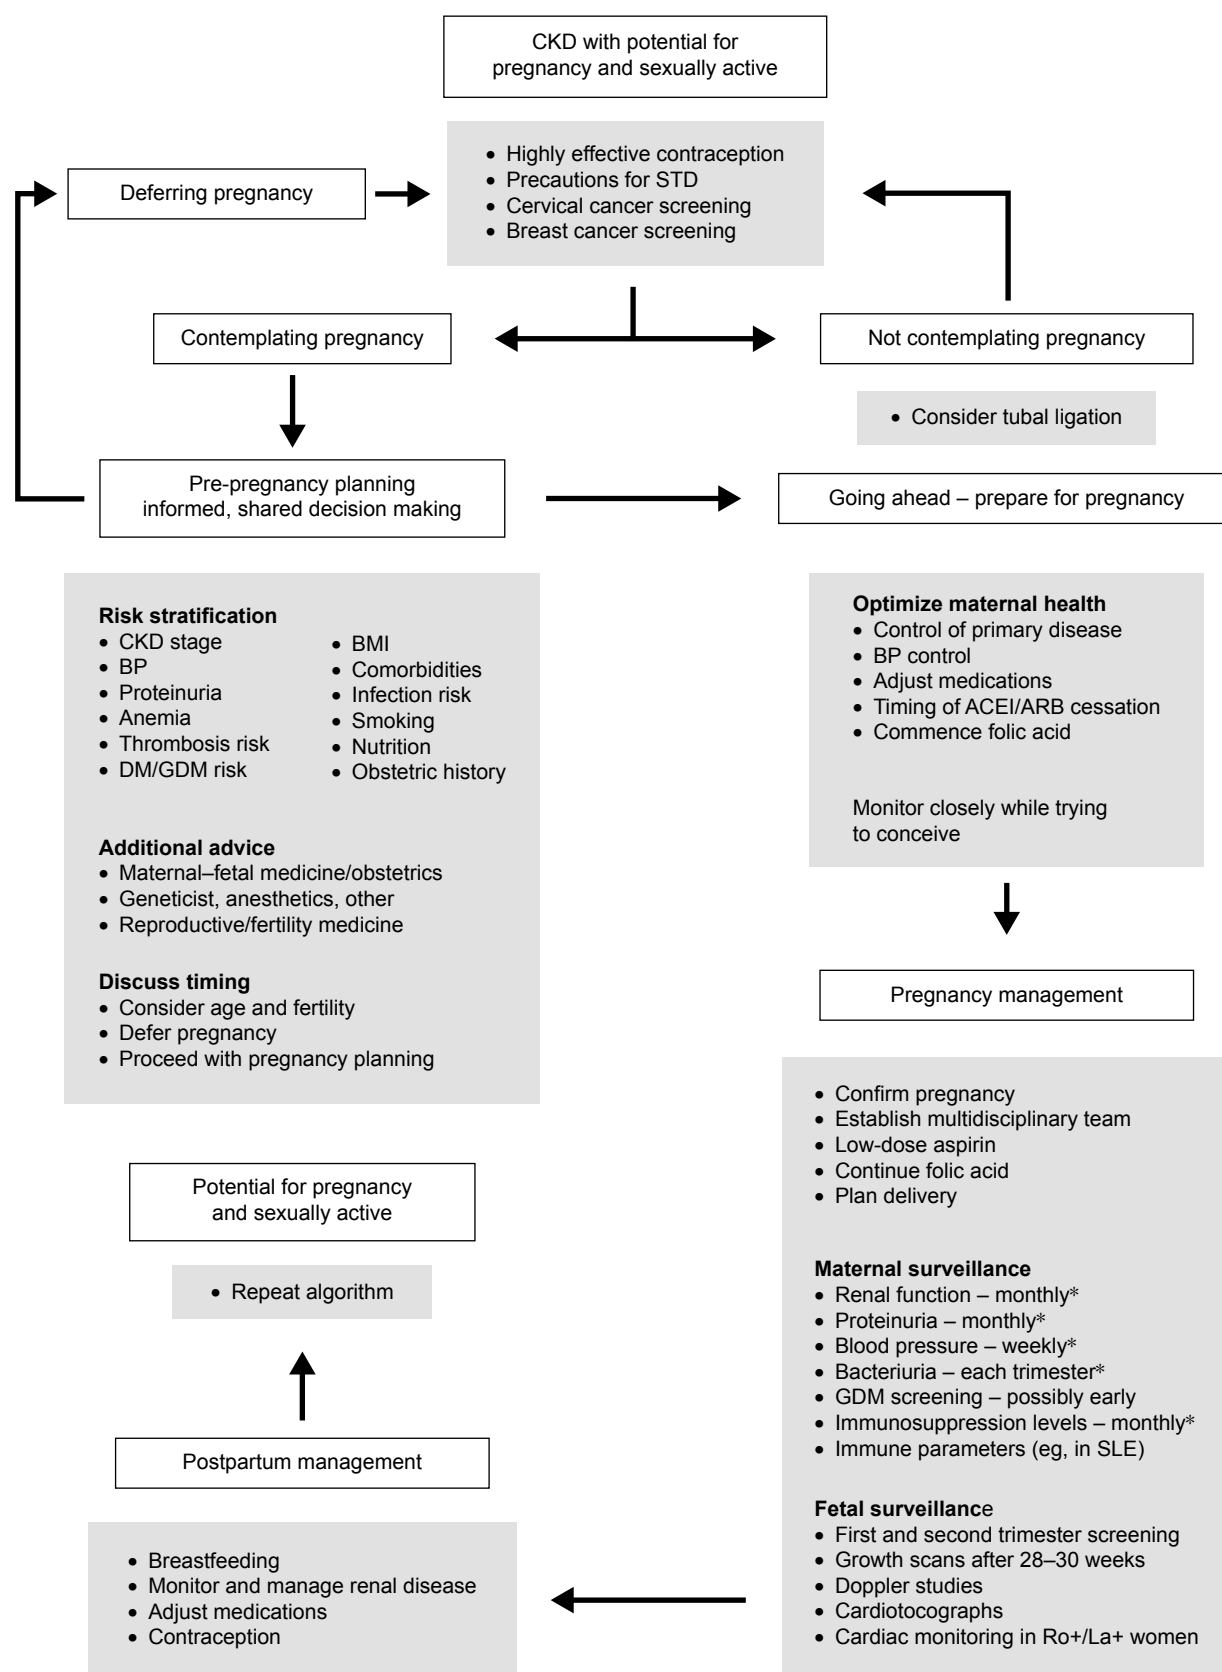 CKD with potential for
pregnancy and sexually active
• Highly effective contraception
• Precautions for STD
• Cervical cancer screening
• Breast cancer screening
Deferring pregnancy
Contemplating pregnancy
Not contemplating pregnancy
• Consider tubal ligation
Pre-pregnancy planning
informed, shared decision making
Going ahead – prepare for pregnancy
Risk stratification
• CKD stage
• BP
• Proteinuria
• Anemia
• Thrombosis risk
• DM/GDM risk
• BMI
• Comorbidities
• Infection risk
• Smoking
• Nutrition
• Obstetric history
Additional advice
• Maternal–fetal medicine/obstetrics
• Geneticist, anesthetics, other
• Reproductive/fertility medicine
Discuss timing
• Consider age and fertility
• Defer pregnancy
• Proceed with pregnancy planning
Optimize maternal health
• Control of primary disease
• BP control
• Adjust medications
• Timing of ACEI/ARB cessation
• Commence folic acid
Monitor closely while trying
to conceive
Pregnancy management
• Confirm pregnancy
• Establish multidisciplinary team
• Low-dose aspirin
• Continue folic acid
• Plan delivery
Maternal surveillance
• Renal function – monthly*
• Proteinuria – monthly*
• Blood pressure – weekly*
• Bacteriuria – each trimester*
• GDM screening – possibly early
• Immunosuppression levels – monthly*
• Immune parameters (eg, in SLE)
Fetal surveillance
• First and second trimester screening
• Growth scans after 28–30 weeks
• Doppler studies
• Cardiotocographs
• Cardiac monitoring in Ro+/La+ women
Potential for pregnancy
and sexually active
• Repeat algorithm
Postpartum management
• Breastfeeding
• Monitor and manage renal disease
• Adjust medications
• Contraception